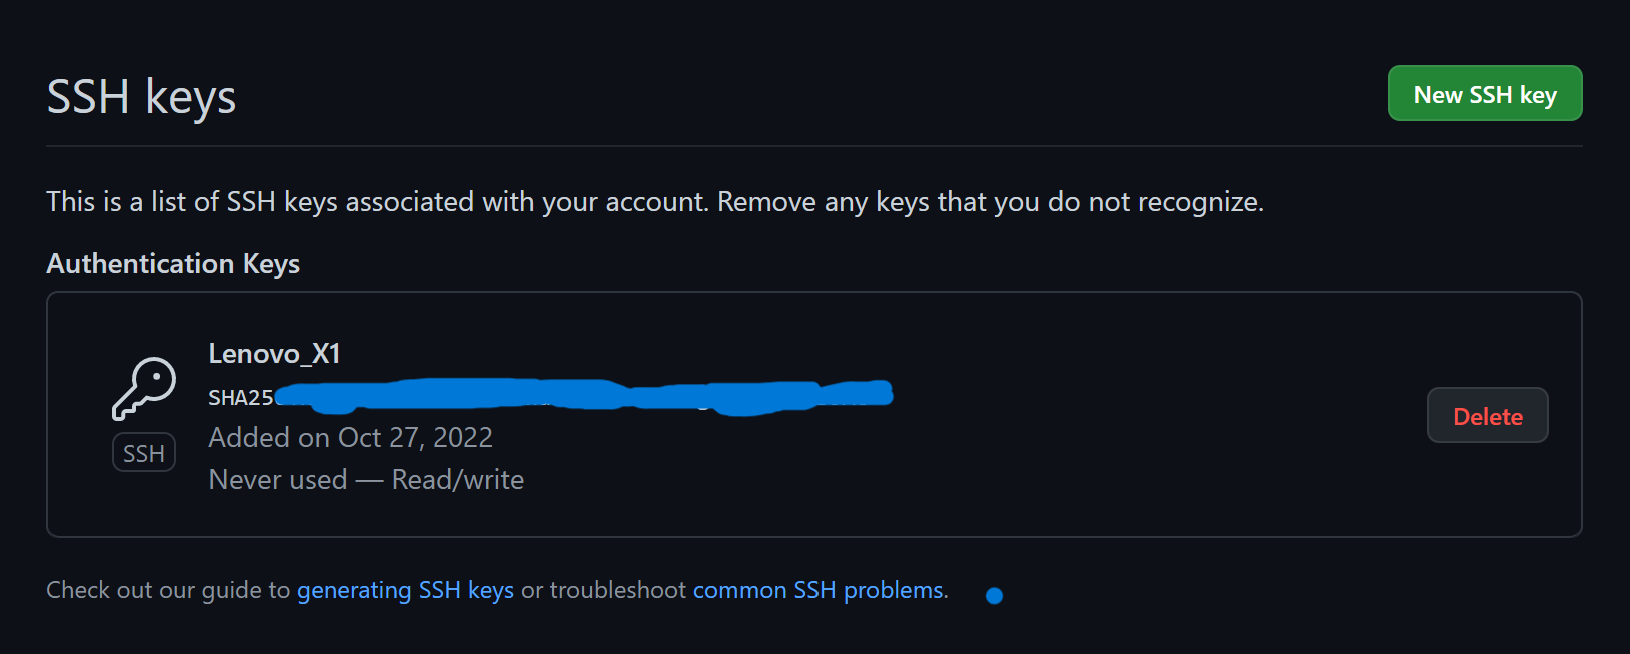 SSH keys
New SSH key
This is a list of SSH keys associated with your account. Remove any keys that you do not recognize.
Authentication Keys
Lenovo_X1
SSH
Added on Oct 27, 2022
Never used — Read/write
Delete
Check out our guide to generating SSH keys or troubleshoot common SSH problems.